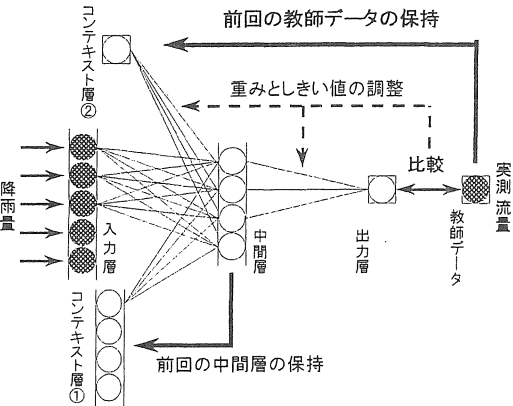 前回の教師データの保持
コンテキスト層②
重みとしきい値の調整
降雨量
入力層
中間層
出力層
比較
教師データ
実測流量
コンテキスト層①
前回の中間層の保持